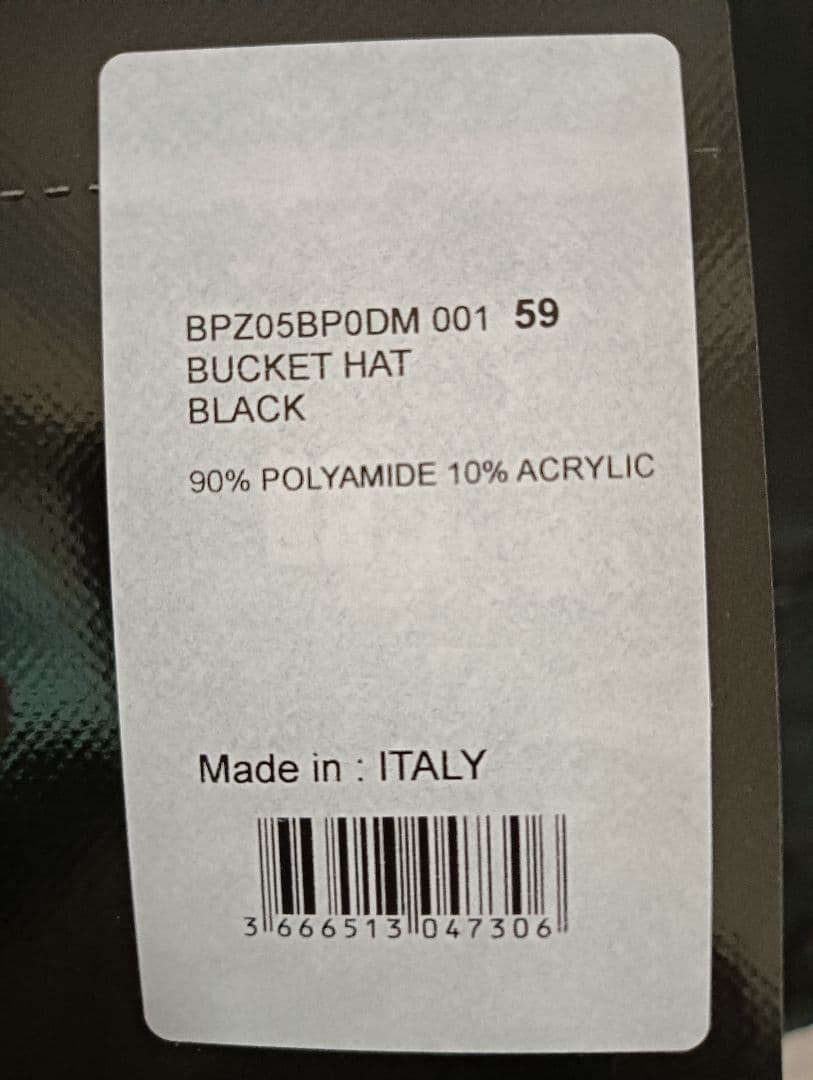 BPZ05BP0DM 001 59
BUCKET HAT
BLACK
90% POLYAMIDE 10% ACRYLIC
Made in : ITALY
3 666513 047306